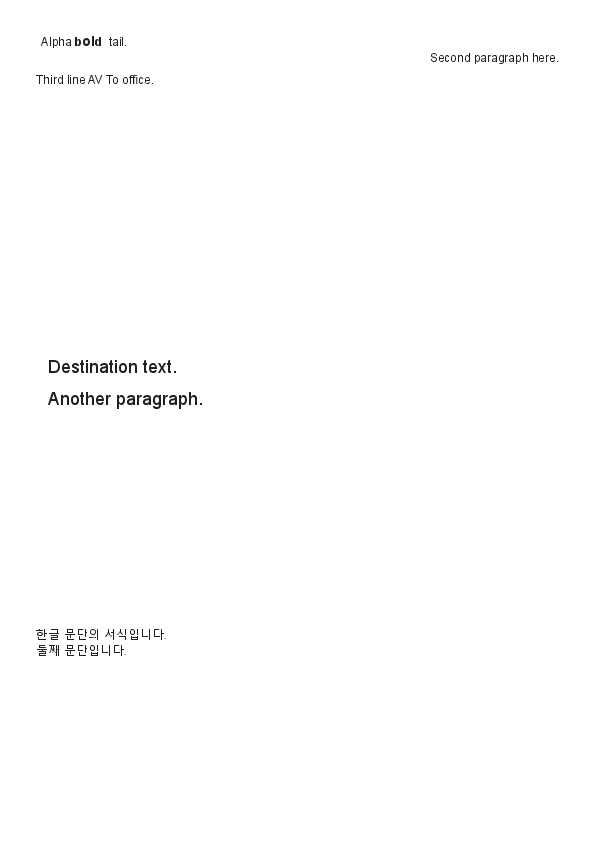 Alpha bold tail.
Second paragraph here.
Third line AV To office.
Destination text.
Another paragraph.
한글 문단의 서식입니다.
둘째 문단입니다.